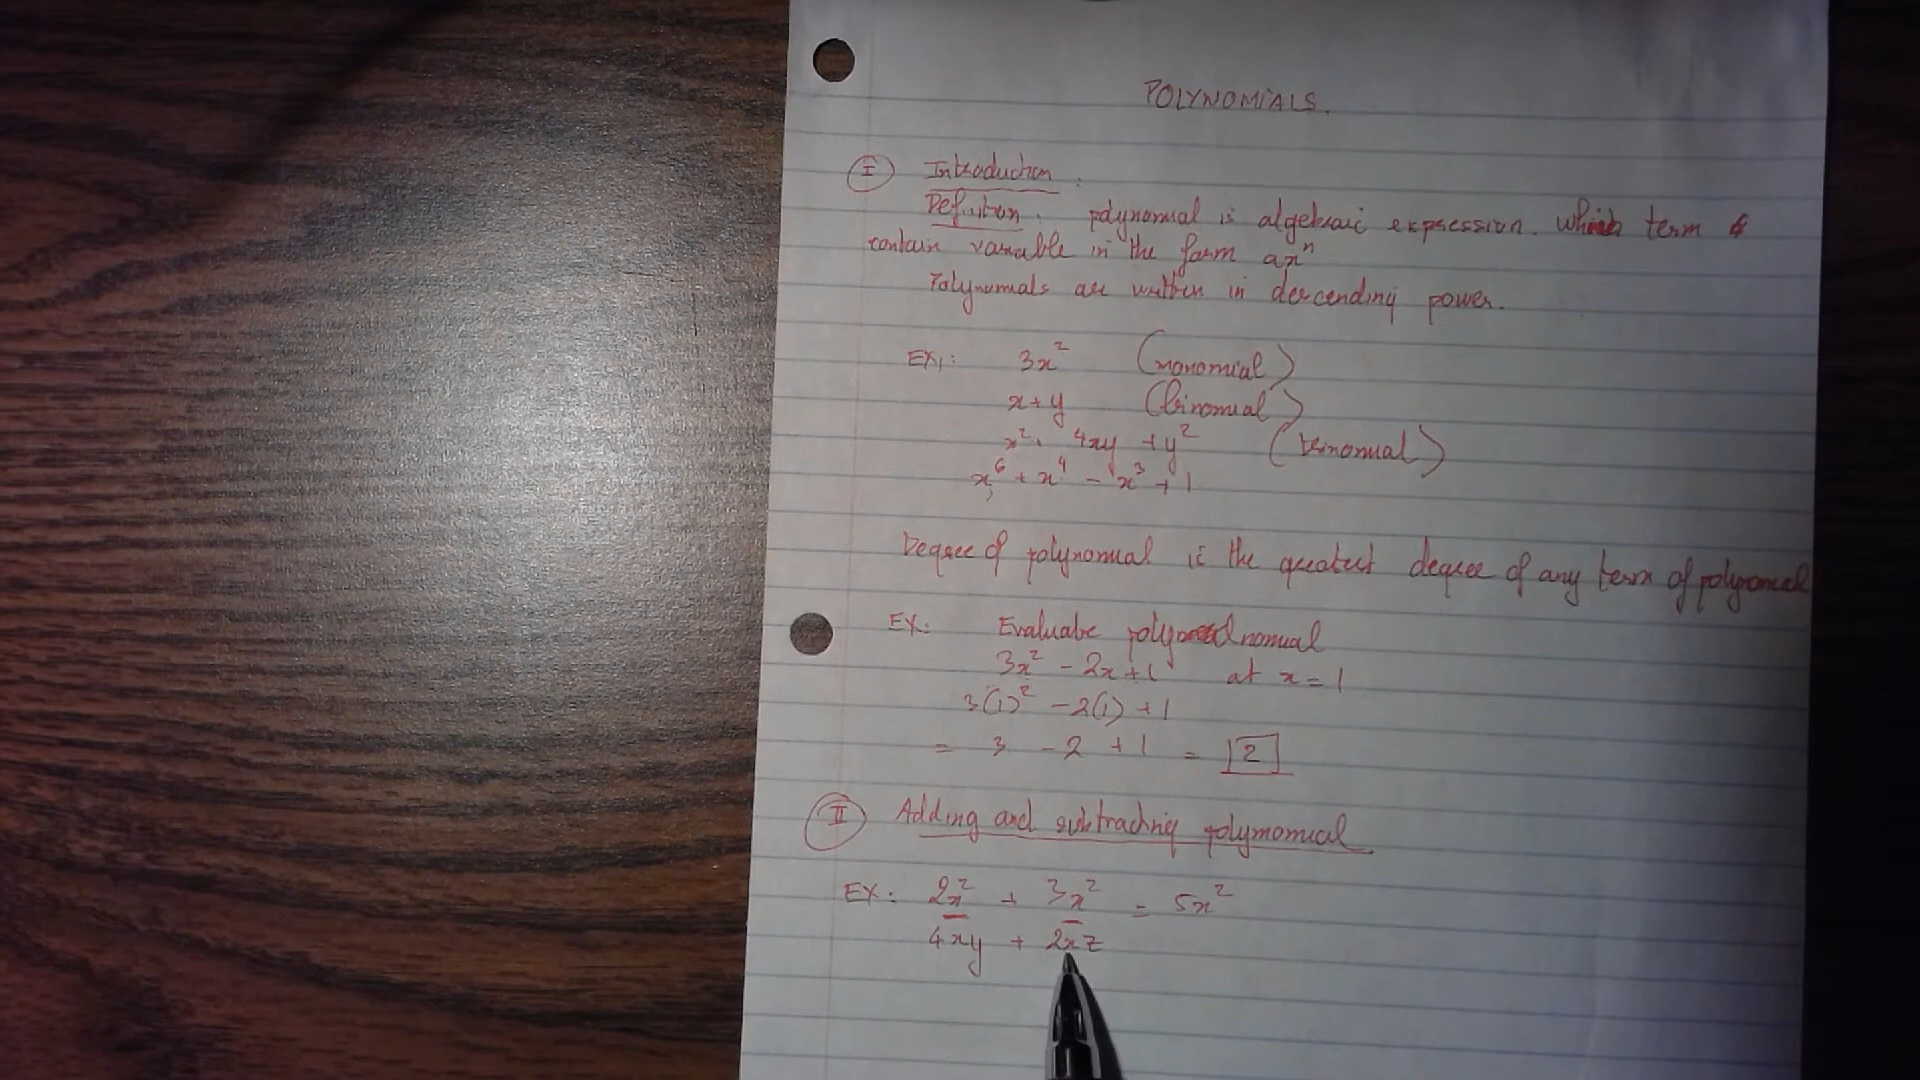 POLYNOMIALS.
I Introduction.
Definition. polynomial is algebraic expression. which term
contain variable in the form axⁿ
Polynomials are written in descending power.
EX: 3x² (monomial)
x+y (binomial)
x² 4xy + y² (trinomial)
x⁶ + x⁴ - x³ + 1
Degree of polynomial is the greatest degree of any term of polynomial
EX: Evaluate polynomial
3x² - 2x+1 at x = 1
3(1)² - 2(1) + 1
= 3 - 2 + 1 = 2
II Adding and subtracting polymomial
EX: 2x² + 3x² = 5x²
4xy + 2xz